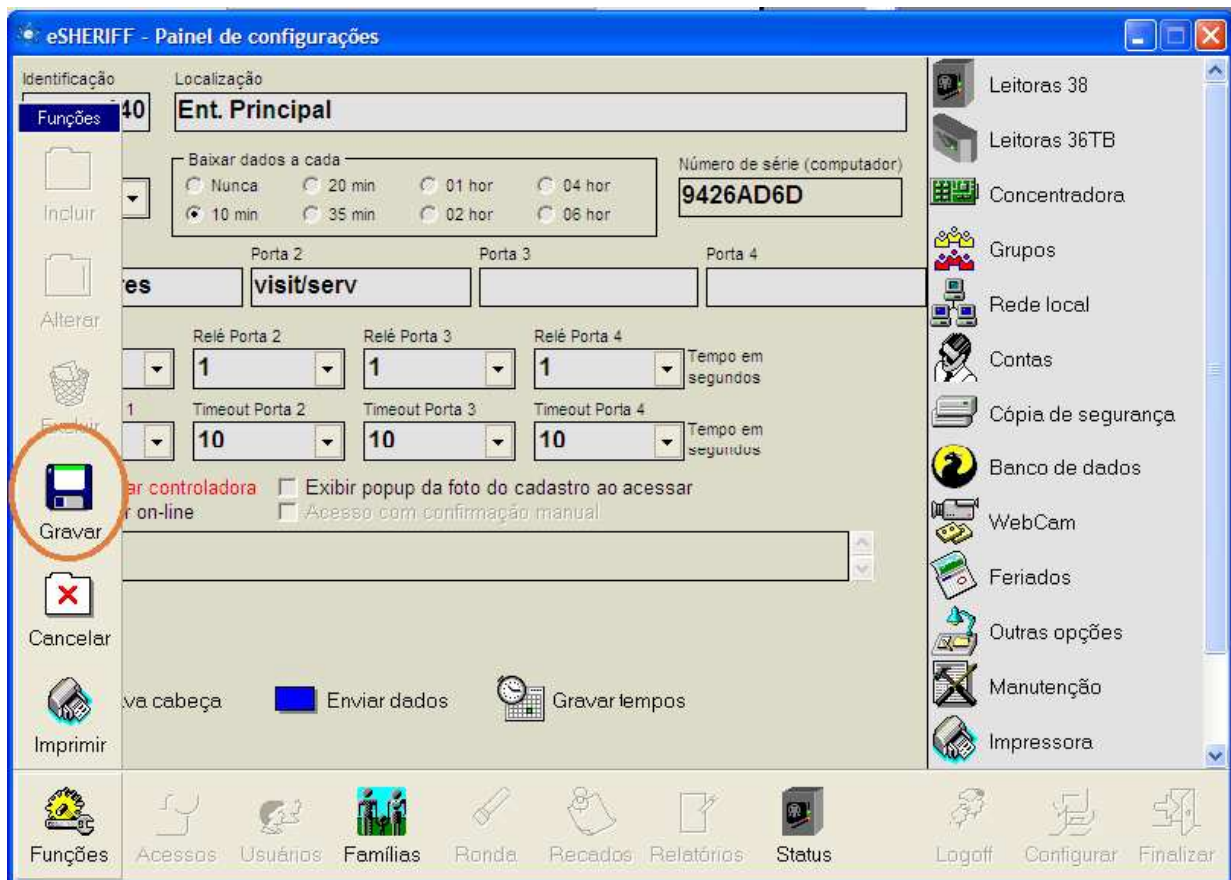 eSHERIFF - Painel de configurações
Identificação
Localização
40
Ent. Principal
Funções
Incluir
Alterar
Excluir
Gravar
Cancelar
Imprimir
Baixar dados a cada
Nunca
20 min
01 hor
04 hor
10 min
35 min
02 hor
06 hor
Número de série (computador)
9426AD6D
Porta 2
Porta 3
Porta 4
es
visit/serv
Relé Porta 2
Relé Porta 3
Relé Porta 4
1
1
1
Tempo em
segundos
1
Timeout Porta 2
Timeout Porta 3
Timeout Porta 4
10
10
10
Tempo em
segundos
ar controladora
Exibir popup da foto do cadastro ao acessar
r on-line
Acesso com confirmação manual
va cabeça
Enviar dados
Gravar tempos
Leitoras 38
Leitoras 36TB
Concentradora
Grupos
Rede local
Contas
Cópia de segurança
Banco de dados
WebCam
Feriados
Outras opções
Manutenção
Impressora
Funções
Acessos
Usuários
Famílias
Ronda
Recados
Relatórios
Status
Logoff
Configurar
Finalizar